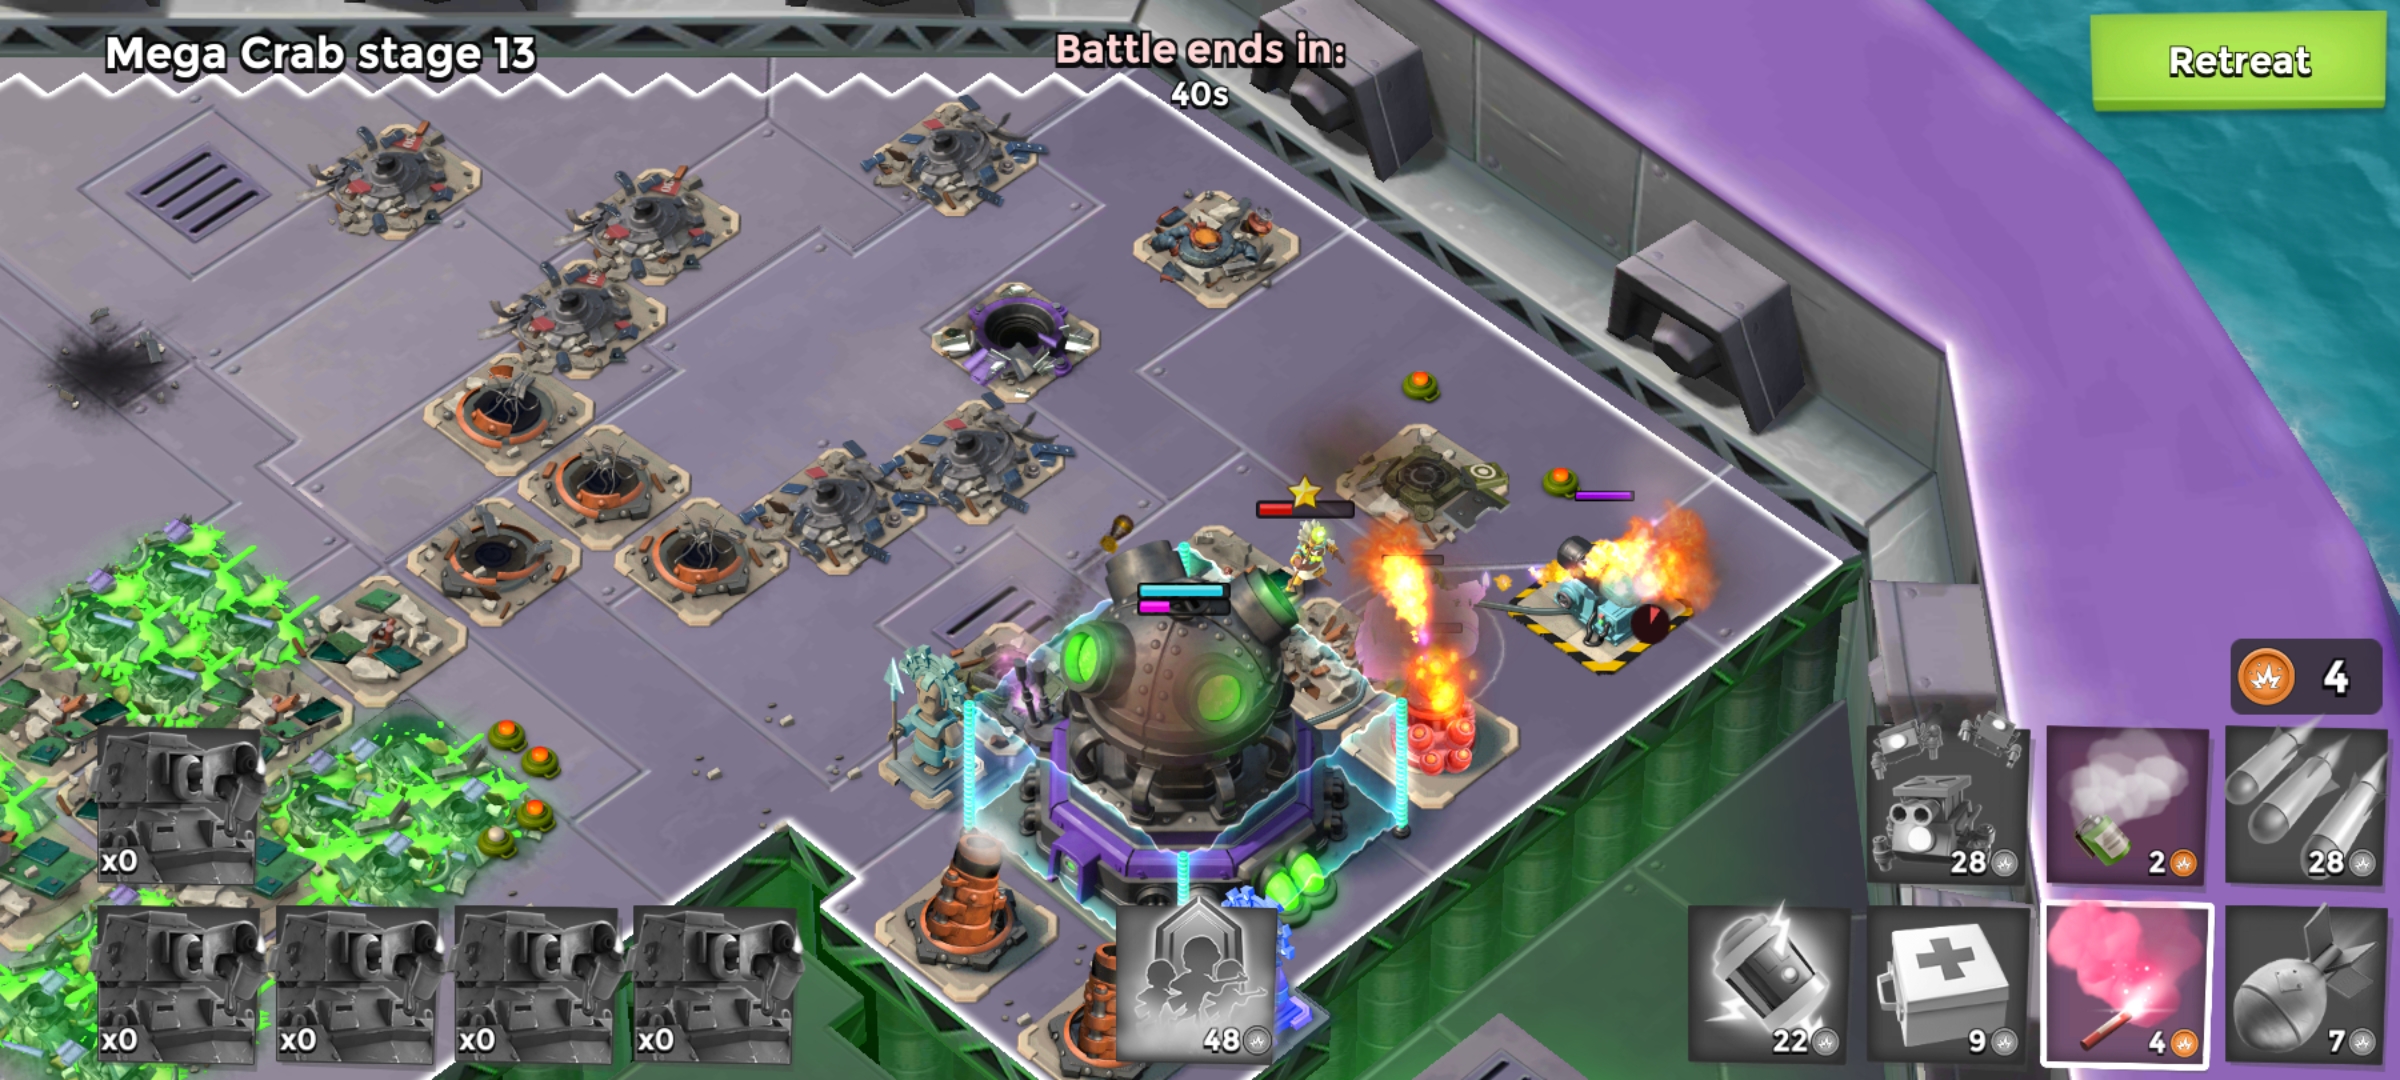 Mega Crab stage 13
Battle ends in:
40s
Retreat
4
28
2
28
x0
x0
x0
x0
x0
48
22
9
4
7